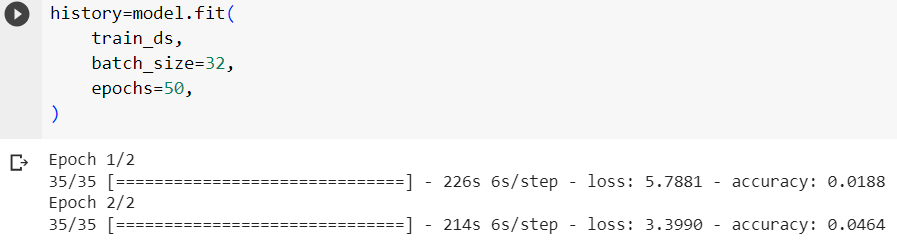 history=model.fit(
    train_ds,
    batch_size=32,
    epochs=50,
)
Epoch 1/2
35/35 [==============================] - 226s 6s/step - loss: 5.7881 - accuracy: 0.0188
Epoch 2/2
35/35 [==============================] - 214s 6s/step - loss: 3.3990 - accuracy: 0.0464